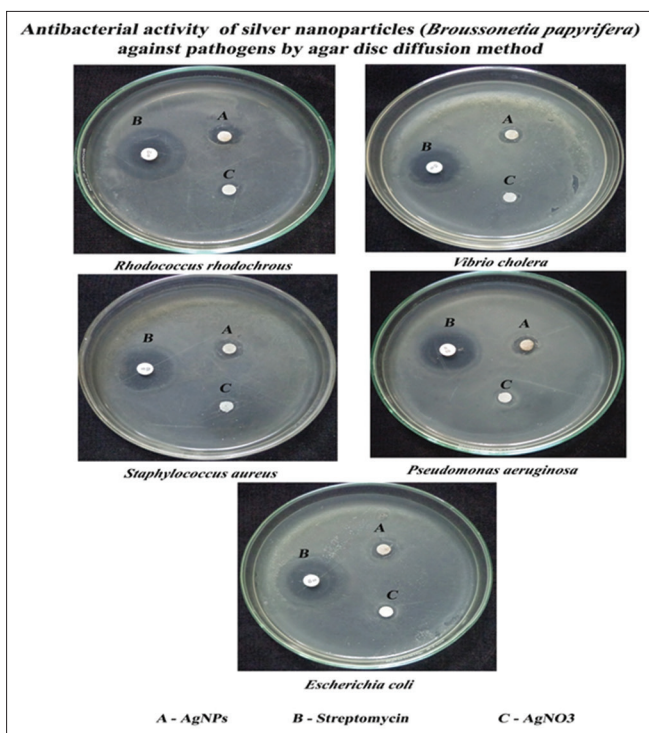 Antibacterial activity of silver nanoparticles (Broussonetia papyrifera)
against pathogens by agar disc diffusion method
A
B
C
Rhodococcus rhodochrous
A
B
C
Vibrio cholera
A
B
C
Staphylococcus aureus
A
B
C
Pseudomonas aeruginosa
A
B
C
Escherichia coli
A - AgNPs B - Streptomycin C - AgNO3